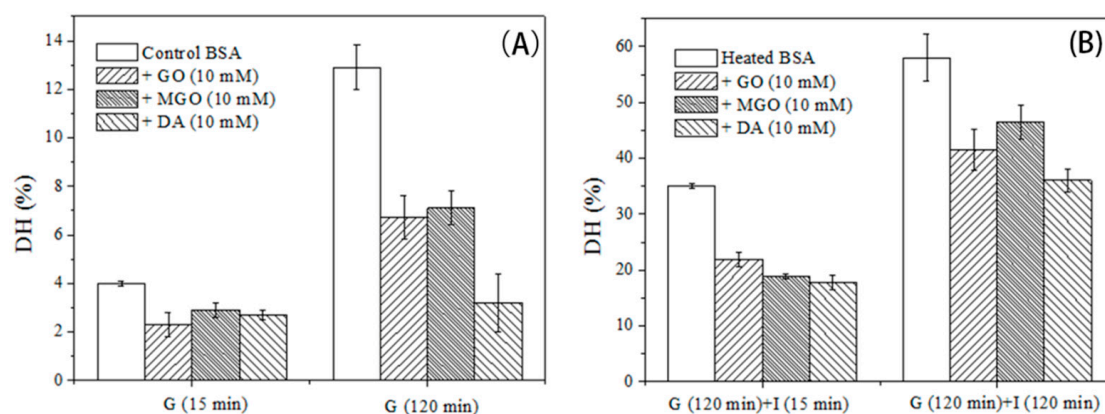 (A)
Control BSA
+ GO (10 mM)
+ MGO (10 mM)
+ DA (10 mM)
DH (%)
14
12
10
8
6
4
2
0
G (15 min)
G (120 min)
(B)
Heated BSA
+ GO (10 mM)
+ MGO (10 mM)
+ DA (10 mM)
DH (%)
60
50
40
30
20
10
0
G (120 min)+I (15 min)
G (120 min)+I (120 min)